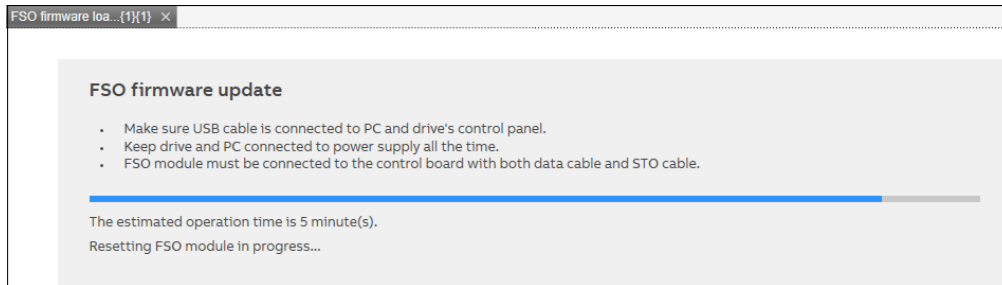 FSO firmware loa...{1}{1} ×
FSO firmware update
• Make sure USB cable is connected to PC and drive's control panel.
• Keep drive and PC connected to power supply all the time.
• FSO module must be connected to the control board with both data cable and STO cable.
The estimated operation time is 5 minute(s).
Resetting FSO module in progress...